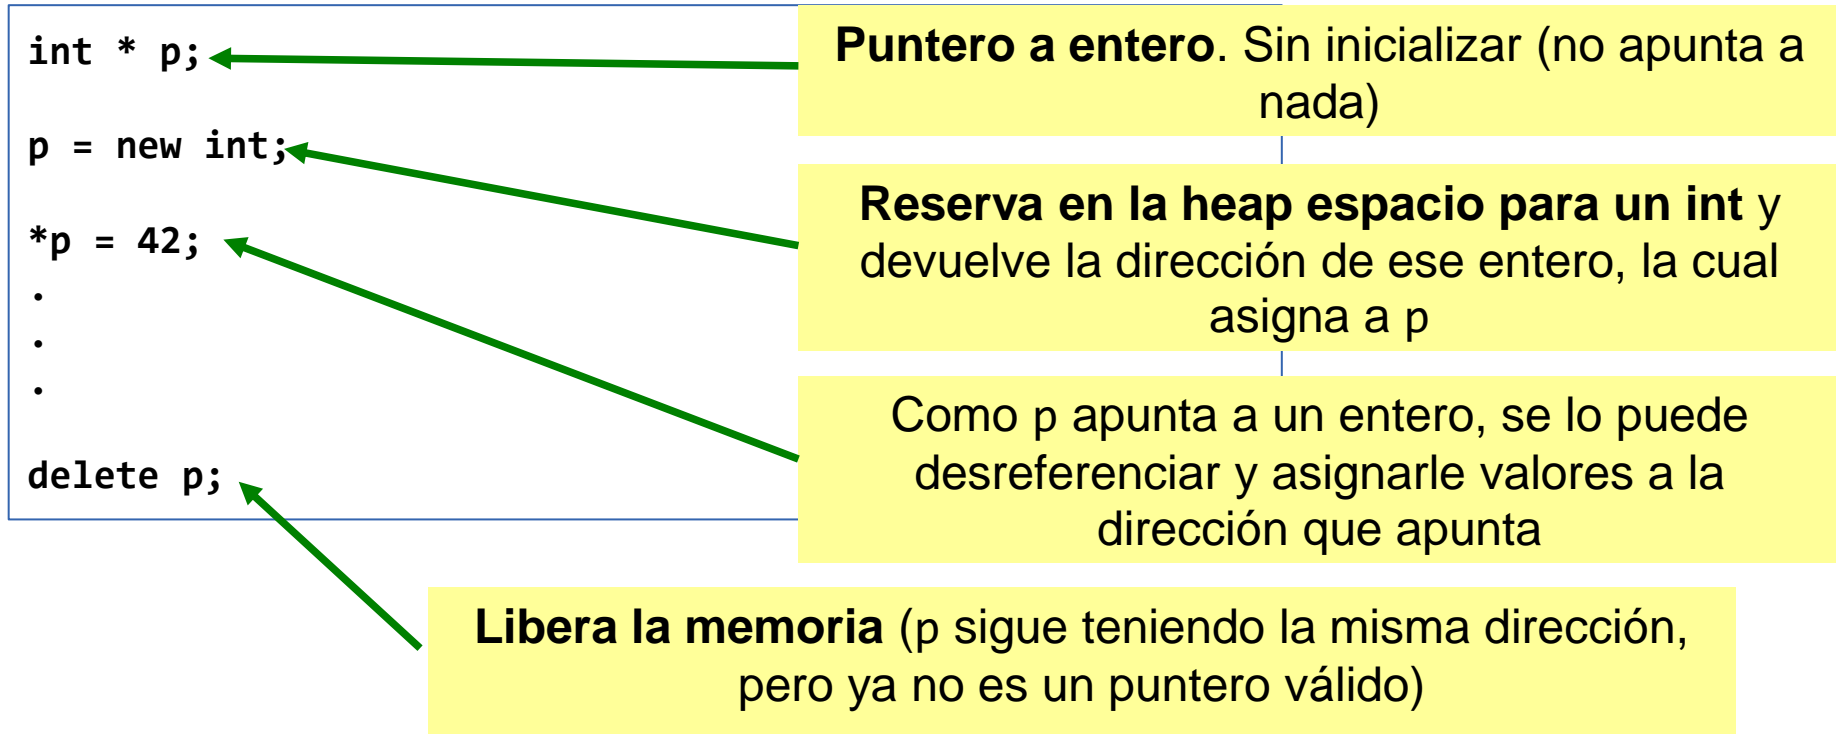 int * p;
p = new int;
*p = 42;
.
.
.
delete p;
Puntero a entero. Sin inicializar (no apunta a
nada)
Reserva en la heap espacio para un int y
devuelve la dirección de ese entero, la cual
asigna a p
Como p apunta a un entero, se lo puede
desreferenciar y asignarle valores a la
dirección que apunta
Libera la memoria (p sigue teniendo la misma dirección,
pero ya no es un puntero válido)